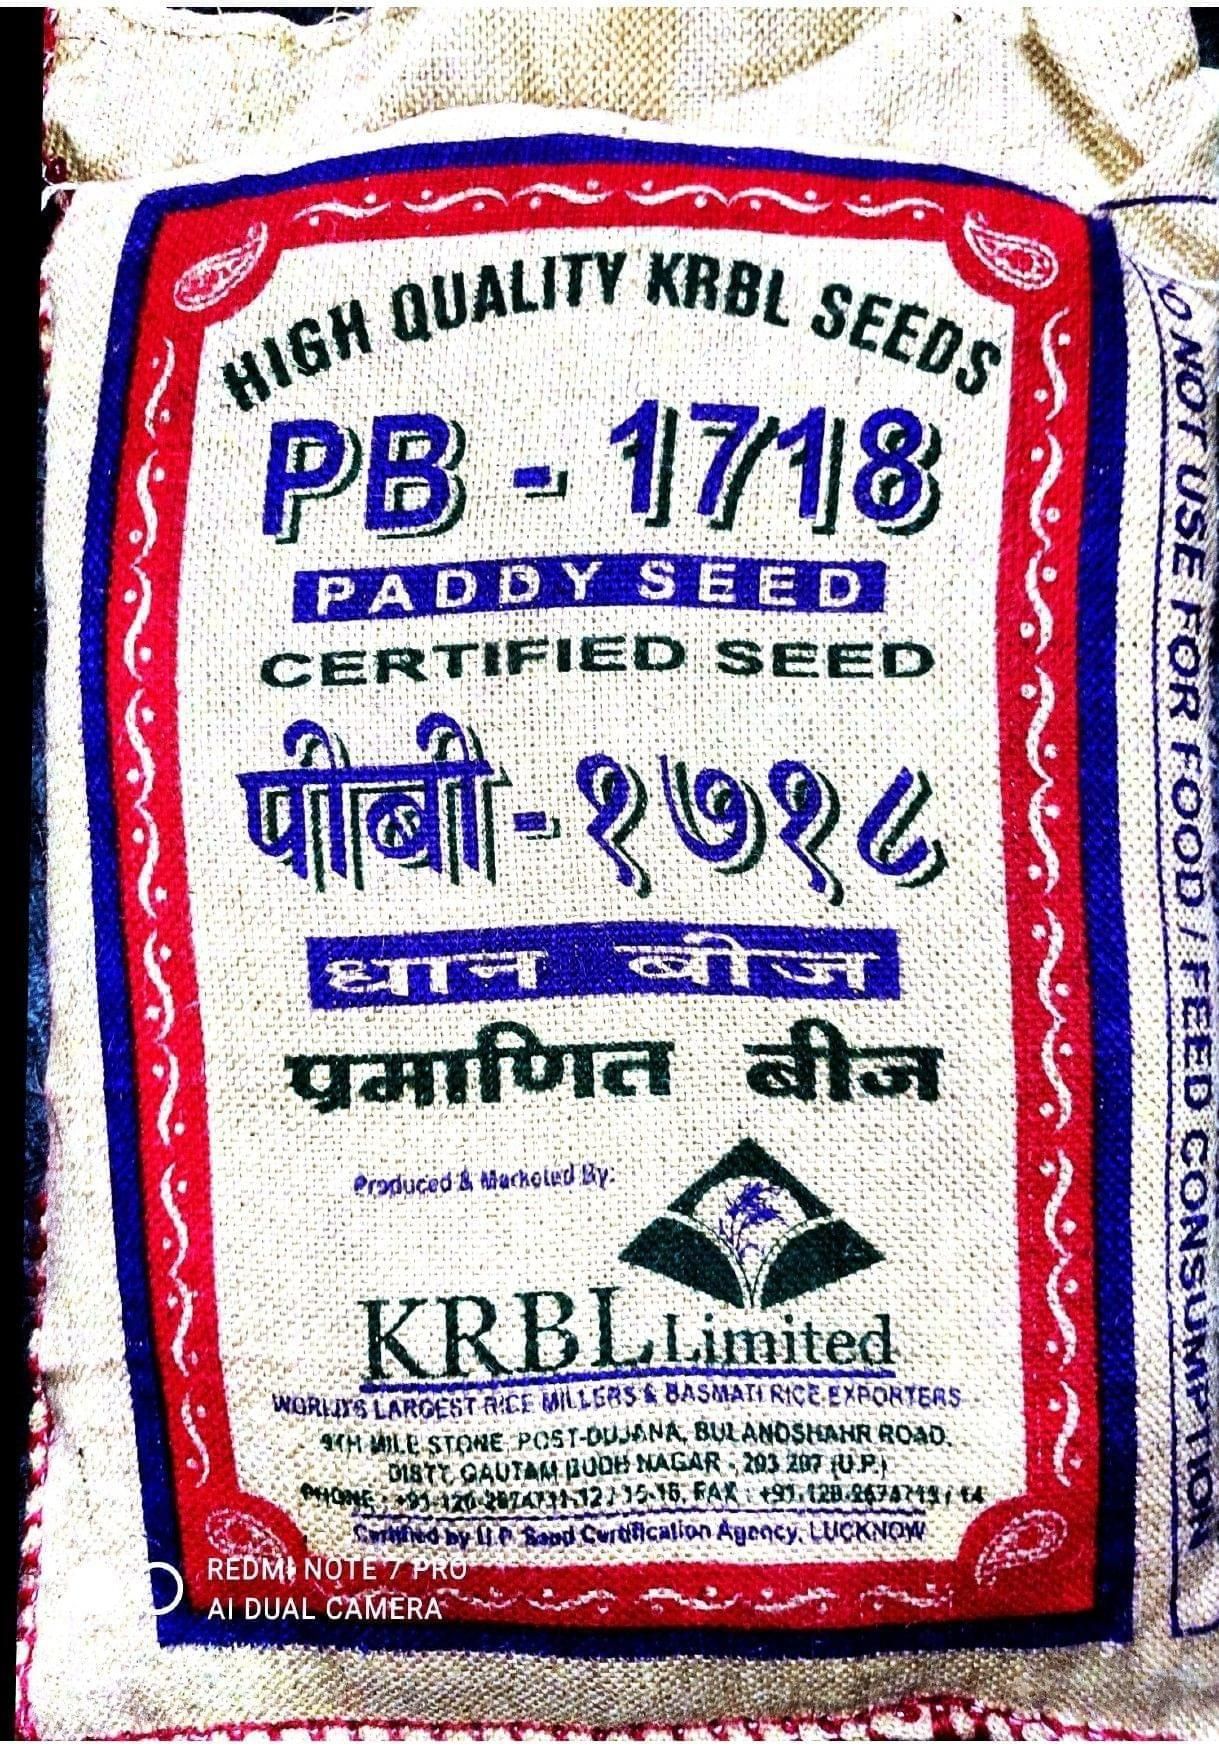 HIGH QUALITY KRBL SEEDS
PB - 1718
PADDY SEED
CERTIFIED SEED
पीबी - १७१८
धान बीज
प्रमाणित बीज
Produced & Marketed By:
KRBL Limited
WORLD'S LARGEST RICE MILLERS & BASMATI RICE EXPORTERS
9TH MILE STONE, POST-DUJANA, BULANDSHAHR ROAD,
DISTT. GAUTAM BUDH NAGAR - 203 207 (U.P.)
PHONE : FAX :
Certified by U.P. Seed Certification Agency, LUCKNOW
NOT USE FOR FOOD / FEED CONSUMPTION
REDMI NOTE 7 PRO
AI DUAL CAMERA